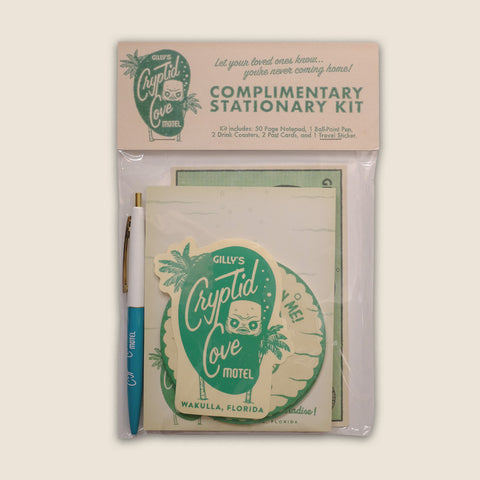 GILLY'S
Cryptid
Cove
MOTEL
Let your loved ones know...
you're never coming home!
COMPLIMENTARY
STATIONARY KIT
Kit includes: 50 Page Notepad, 1 Ball-Point Pen,
2 Drink Coasters, 2 Post Cards, and 1 Travel Sticker.
GILLY'S
Cryptid
Cove
MOTEL
WAKULLA, FLORIDA
ME!
MOTEL